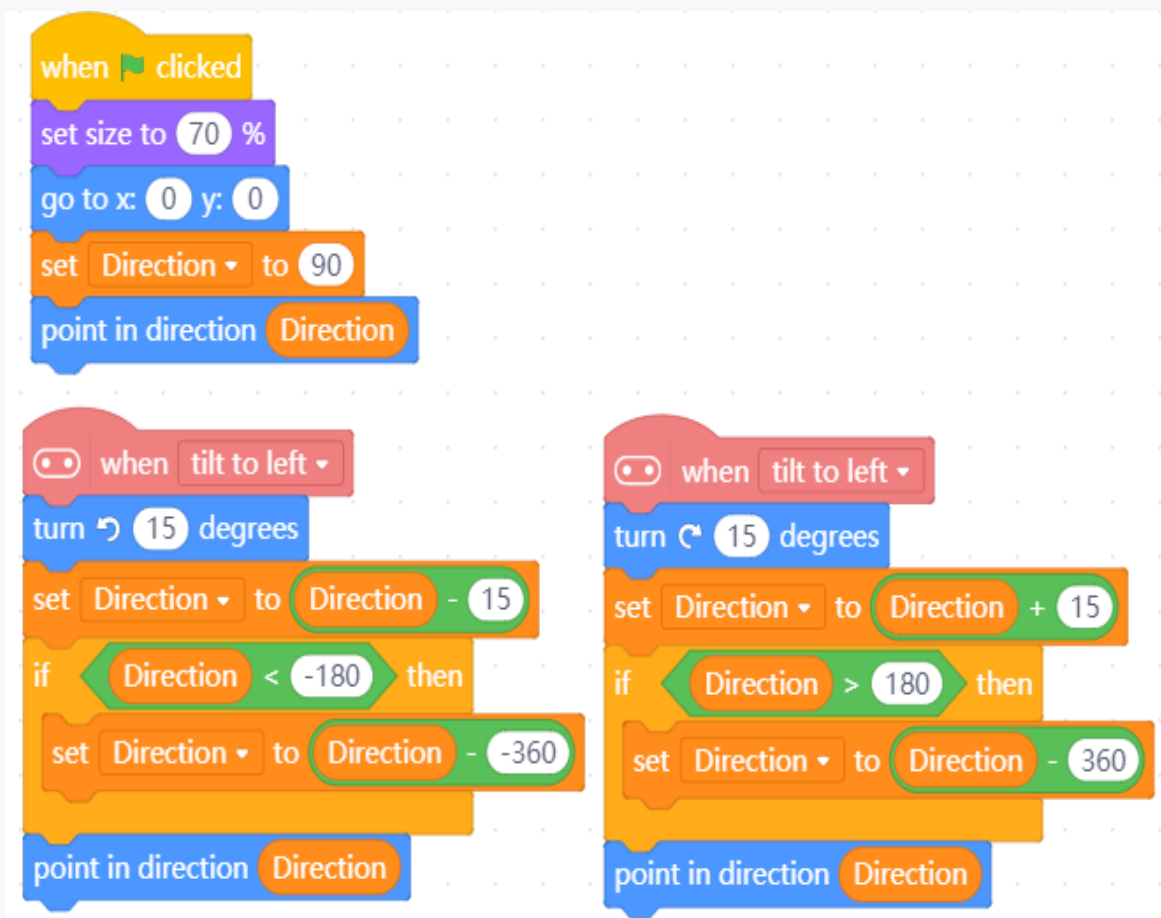 when clicked
set size to 70 %
go to x: 0 y: 0
set Direction to 90
point in direction Direction
when tilt to left
turn 15 degrees
set Direction to Direction - 15
if Direction < -180 then
set Direction to Direction - -360
point in direction Direction
when tilt to left
turn 15 degrees
set Direction to Direction + 15
if Direction > 180 then
set Direction to Direction - 360
point in direction Direction